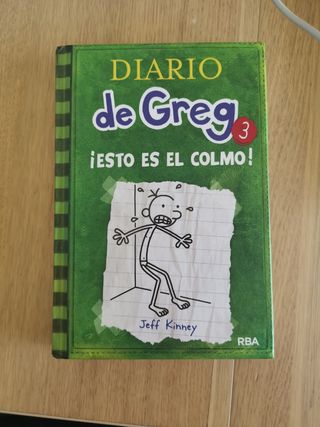 DIARIO
de Greg 3
¡ESTO ES EL COLMO!
Jeff Kinney
RBA